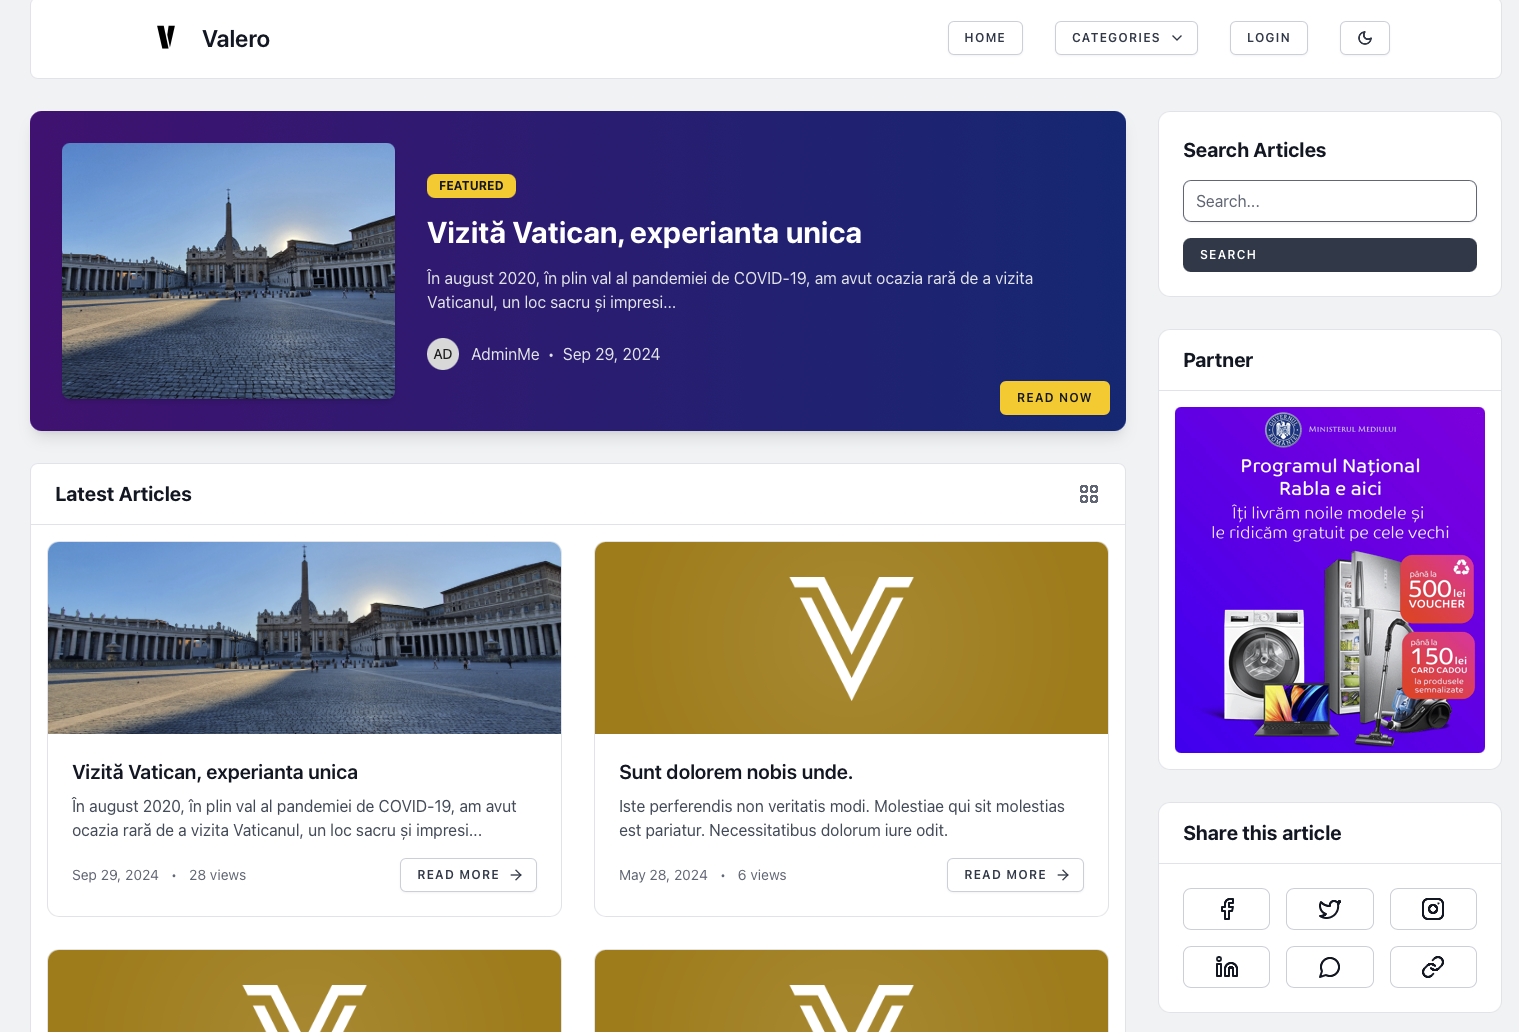 Valero
HOME
CATEGORIES
LOGIN
FEATURED
Vizită Vatican, experianta unica
În august 2020, în plin val al pandemiei de COVID-19, am avut ocazia rară de a vizita
Vaticanul, un loc sacru și impresi...
AD AdminMe • Sep 29, 2024
READ NOW
Search Articles
Search...
SEARCH
Partner
GUVERNUL ROMÂNIEI
MINISTERUL MEDIULUI
Programul Național
Rabla e aici
Îți livrăm noile modele și
le ridicăm gratuit pe cele vechi
până la
500 lei
VOUCHER
până la
150 lei
CARD CADOU
la produsele
semnalizate
Latest Articles
Vizită Vatican, experianta unica
În august 2020, în plin val al pandemiei de COVID-19, am avut
ocazia rară de a vizita Vaticanul, un loc sacru și impresi...
Sep 29, 2024 • 28 views
READ MORE
Sunt dolorem nobis unde.
Iste perferendis non veritatis modi. Molestiae qui sit molestias
est pariatur. Necessitatibus dolorum iure odit.
May 28, 2024 • 6 views
READ MORE
Share this article